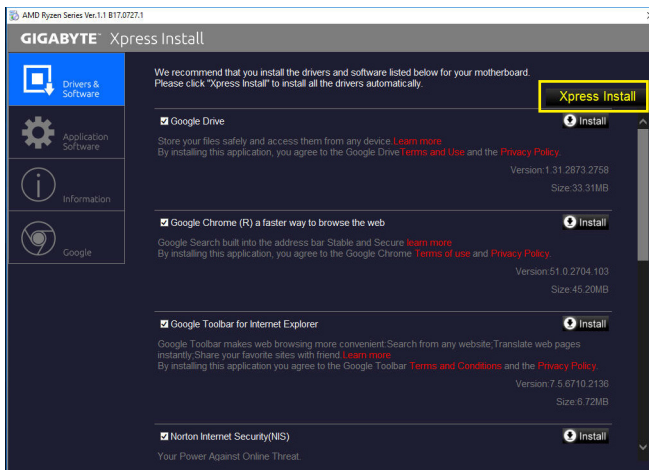 AMD Ryzen Series Ver.1.1 B17.0727.1
GIGABYTE™ Xpress Install
Drivers &
Software
Application
Software
Information
Google
We recommend that you install the drivers and software listed below for your motherboard.
Please click "Xpress Install" to install all the drivers automatically.
Xpress Install
Google Drive
Install
Store your files safely and access them from any device.Learn more
By installing this application, you agree to the Google DriveTerms and Use and the Privacy Policy.
Version:1.31.2873.2758
Size:33.31MB
Google Chrome (R) a faster way to browse the web
Install
Google Search built into the address bar Stable and Secure learn more
By installing this application, you agree to the Google Chrome Terms of use and Privacy Policy.
Version:51.0.2704.103
Size:45.20MB
Google Toolbar for Internet Explorer
Install
Google Toolbar makes web browsing more convenient:Search from any website;Translate web pages
instantly;Share your favorite sites with friend.Learn more
By installing this application you agree to the Google Toolbar Terms and Conditions and the Privacy Policy.
Version:7.5.6710.2136
Size:6.72MB
Norton Internet Security(NIS)
Install
Your Power Against Online Threat.